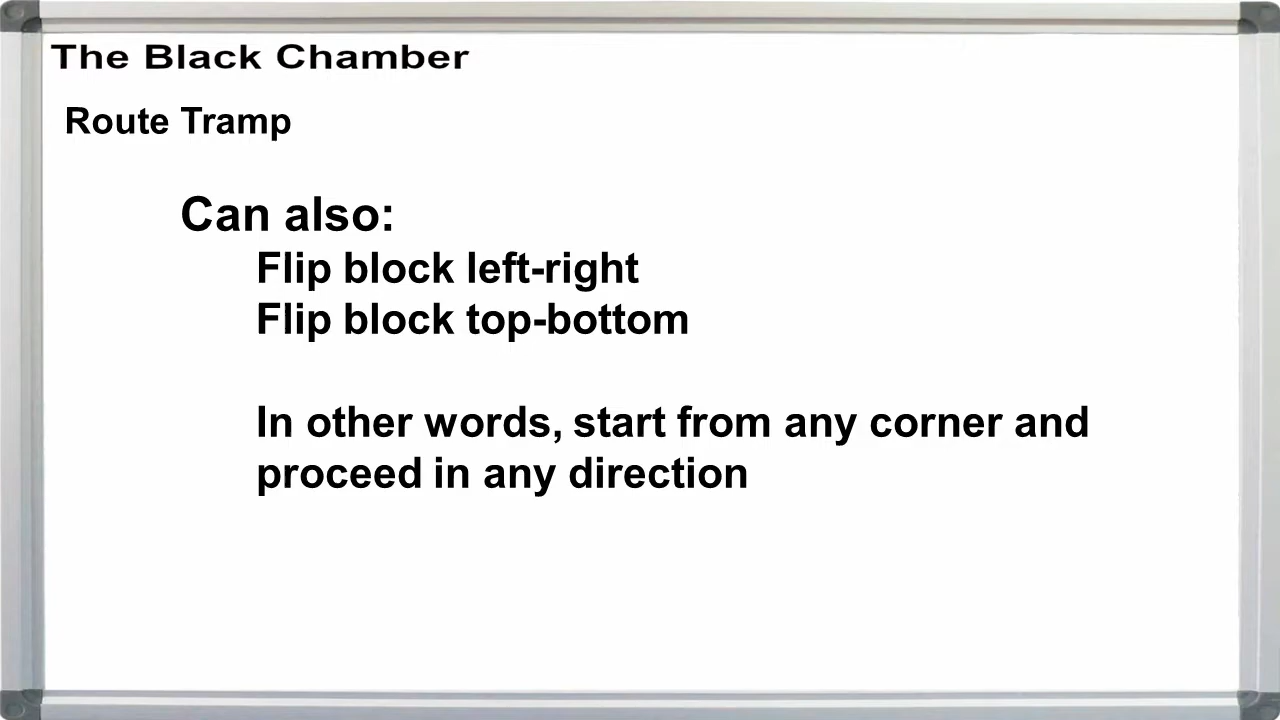 The Black Chamber
Route Tramp
Can also:
Flip block left-right
Flip block top-bottom
In other words, start from any corner and
proceed in any direction